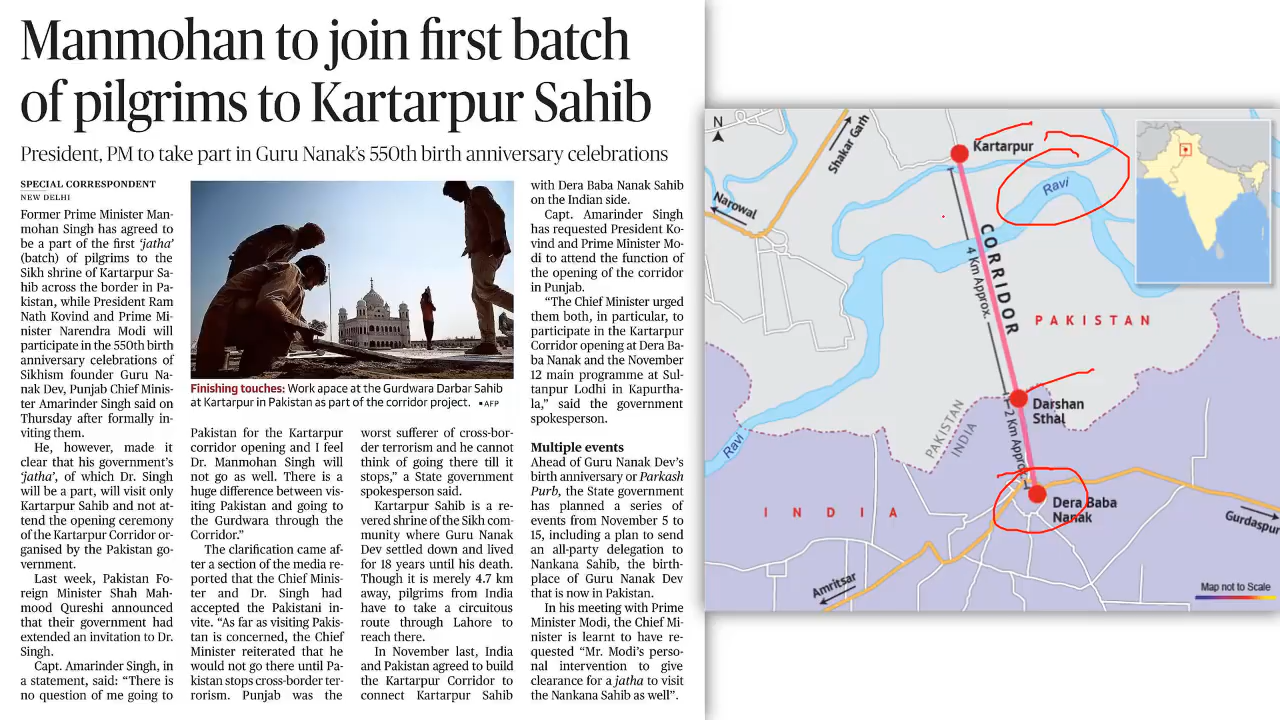 Manmohan to join first batch
of pilgrims to Kartarpur Sahib
President, PM to take part in Guru Nanak's 550th birth anniversary celebrations
SPECIAL CORRESPONDENT
NEW DELHI
Former Prime Minister Man-
mohan Singh has agreed to
be a part of the first 'jatha'
(batch) of pilgrims to the
Sikh shrine of Kartarpur Sa-
hib across the border in Pa-
kistan, while President Ram
Nath Kovind and Prime Mi-
nister Narendra Modi will
participate in the 550th birth
anniversary celebrations of
Sikhism founder Guru Na-
nak Dev, Punjab Chief Minis-
ter Amarinder Singh said on
Thursday after formally in-
viting them.
He, however, made it
clear that his government's
'jatha', of which Dr. Singh
will be a part, will visit only
Kartarpur Sahib and not at-
tend the opening ceremony
of the Kartarpur Corridor or-
ganised by the Pakistan go-
vernment.
Last week, Pakistan Fo-
reign Minister Shah Mah-
mood Qureshi announced
that their government had
extended an invitation to Dr.
Singh.
Capt. Amarinder Singh, in
a statement, said: "There is
no question of me going to
Finishing touches: Work apace at the Gurdwara Darbar Sahib
at Kartarpur in Pakistan as part of the corridor project. ▪AFP
Pakistan for the Kartarpur
corridor opening and I feel
Dr. Manmohan Singh will
not go as well. There is a
huge difference between vis-
iting Pakistan and going to
the Gurdwara through the
Corridor."
The clarification came af-
ter a section of the media re-
ported that the Chief Minis-
ter and Dr. Singh had
accepted the Pakistani in-
vite. "As far as visiting Pakis-
tan is concerned, the Chief
Minister reiterated that he
would not go there until Pa-
kistan stops cross-border ter-
rorism. Punjab was the
worst sufferer of cross-bor-
der terrorism and he cannot
think of going there till it
stops," a State government
spokesperson said.
Kartarpur Sahib is a re-
vered shrine of the Sikh com-
munity where Guru Nanak
Dev settled down and lived
for 18 years until his death.
Though it is merely 4.7 km
away, pilgrims from India
have to take a circuitous
route through Lahore to
reach there.
In November last, India
and Pakistan agreed to build
the Kartarpur Corridor to
connect Kartarpur Sahib
with Dera Baba Nanak Sahib
on the Indian side.
Capt. Amarinder Singh
has requested President Ko-
vind and Prime Minister Mo-
di to attend the function of
the opening of the corridor
in Punjab.
"The Chief Minister urged
them both, in particular, to
participate in the Kartarpur
Corridor opening at Dera Ba-
ba Nanak and the November
12 main programme at Sul-
tanpur Lodhi in Kapurtha-
la," said the government
spokesperson.
Multiple events
Ahead of Guru Nanak Dev's
birth anniversary or Parkash
Purb, the State government
has planned a series of
events from November 5 to
15, including a plan to send
an all-party delegation to
Nankana Sahib, the birth-
place of Guru Nanak Dev
that is now in Pakistan.
In his meeting with Prime
Minister Modi, the Chief Mi-
nister is learnt to have re-
quested "Mr. Modi's perso-
nal intervention to give
clearance for a jatha to visit
the Nankana Sahib as well".
N
Shakar Garh
Kartarpur
Ravi
Narowal
CORRIDOR
4 Km Approx.
PAKISTAN
Darshan
Sthal
PAKISTAN
INDIA
2 Km Approx.
Ravi
Dera Baba
Nanak
INDIA
Gurdaspur
Amritsar
Map not to Scale